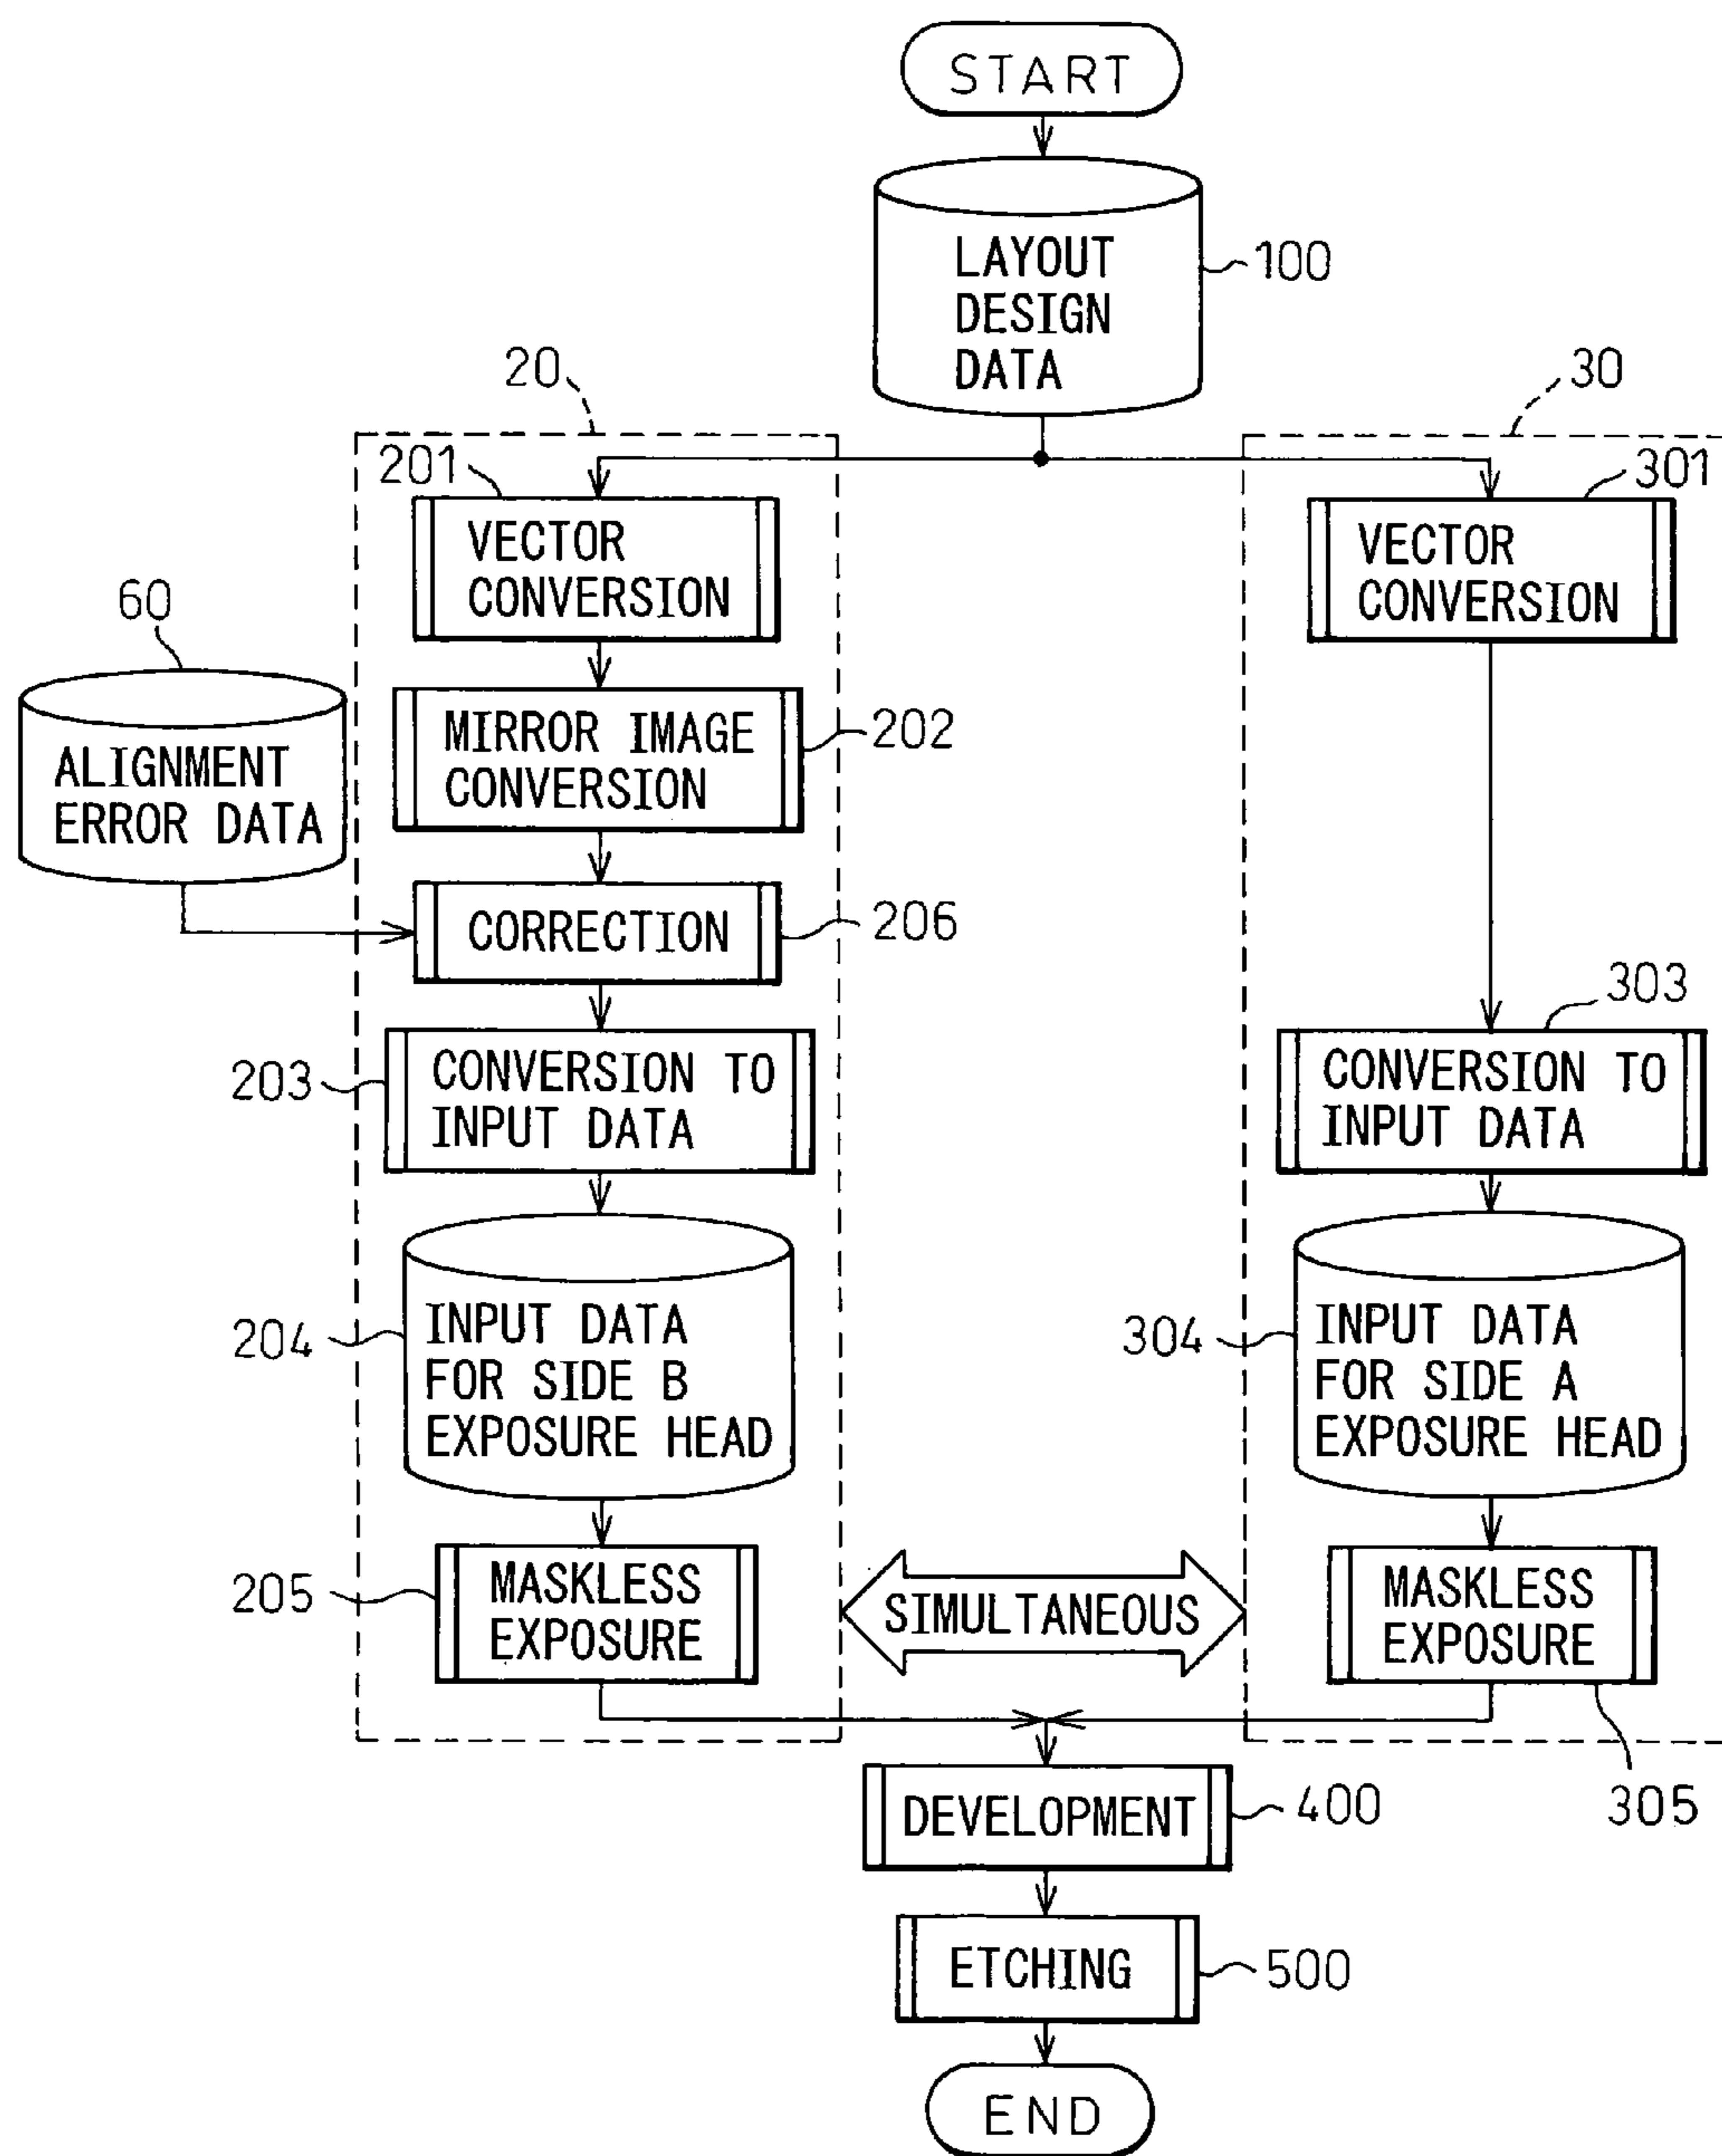 START
LAYOUT
DESIGN
DATA
100
20
30
201
VECTOR
CONVERSION
301
VECTOR
CONVERSION
60
ALIGNMENT
ERROR DATA
MIRROR IMAGE
CONVERSION
202
CORRECTION
206
203
CONVERSION TO
INPUT DATA
303
CONVERSION TO
INPUT DATA
204
INPUT DATA
FOR SIDE B
EXPOSURE HEAD
304
INPUT DATA
FOR SIDE A
EXPOSURE HEAD
205
MASKLESS
EXPOSURE
SIMULTANEOUS
MASKLESS
EXPOSURE
305
DEVELOPMENT
400
ETCHING
500
END